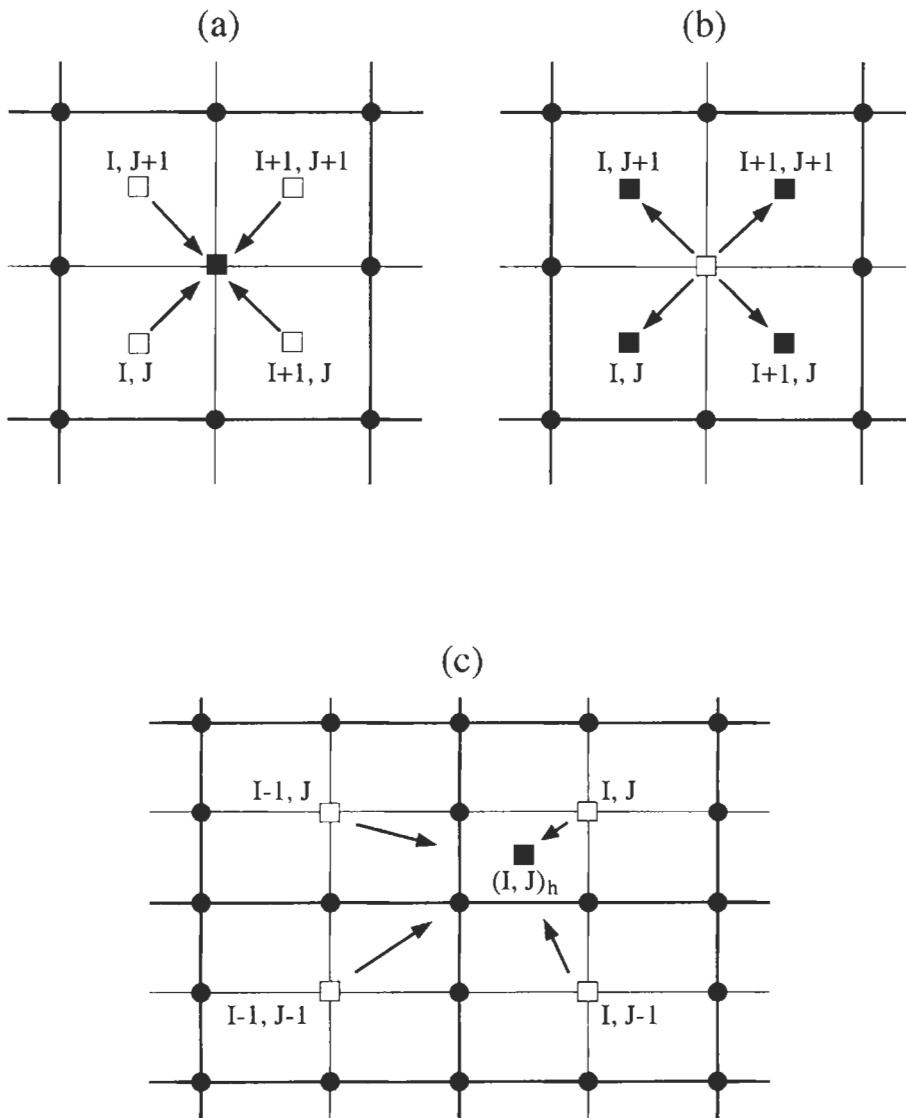 (a) (b)
I, J+1 I+1, J+1 I, J+1 I+1, J+1
I, J I+1, J I, J I+1, J
(c)
I-1, J I, J
(I, J)h
I-1, J-1 I, J-1